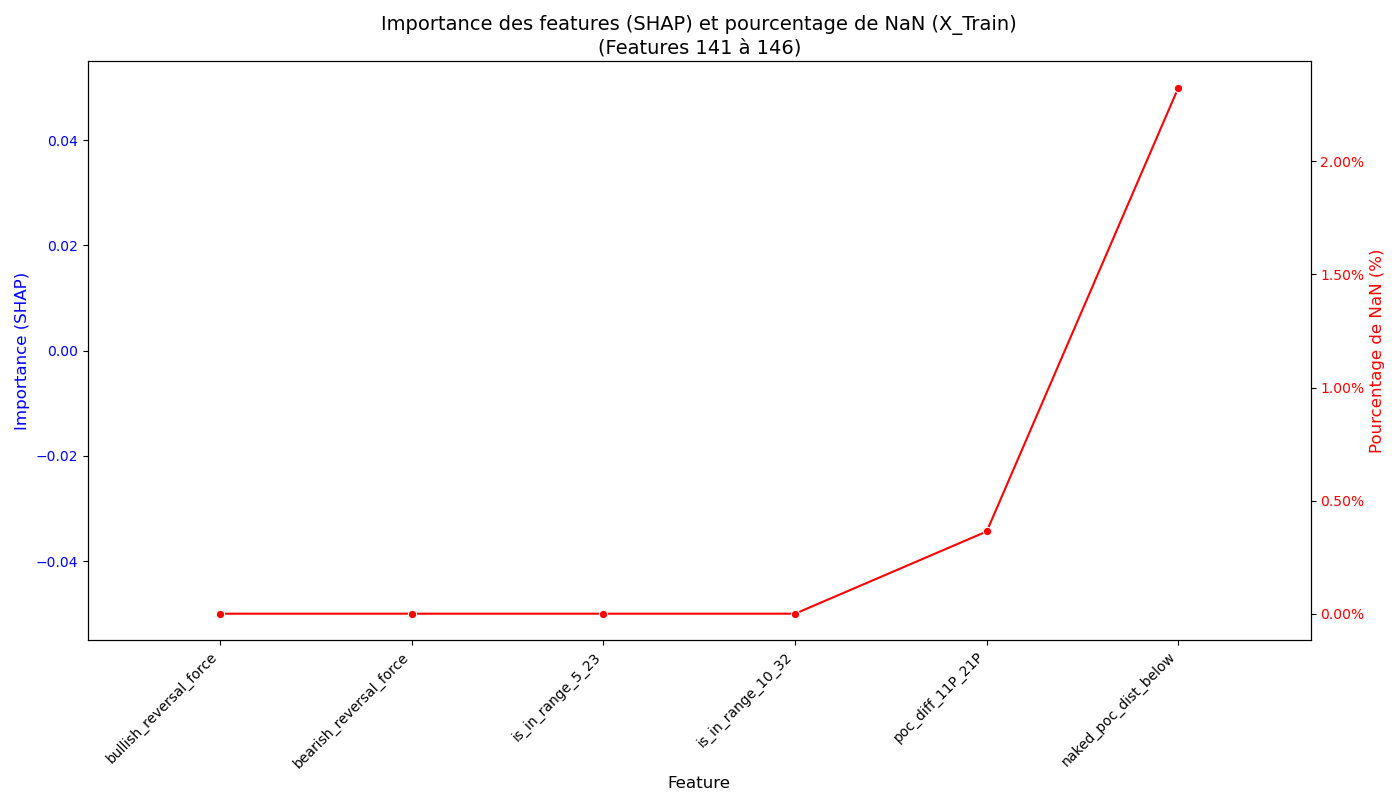 Importance des features (SHAP) et pourcentage de NaN (X_Train)
(Features 141 à 146)
Importance (SHAP)
0.04
0.02
0.00
−0.02
−0.04
2.00%
1.50%
1.00%
0.50%
0.00%
Pourcentage de NaN (%)
bullish_reversal_force
bearish_reversal_force
is_in_range_5_23
is_in_range_10_32
poc_diff_11P_21P
naked_poc_dist_below
Feature